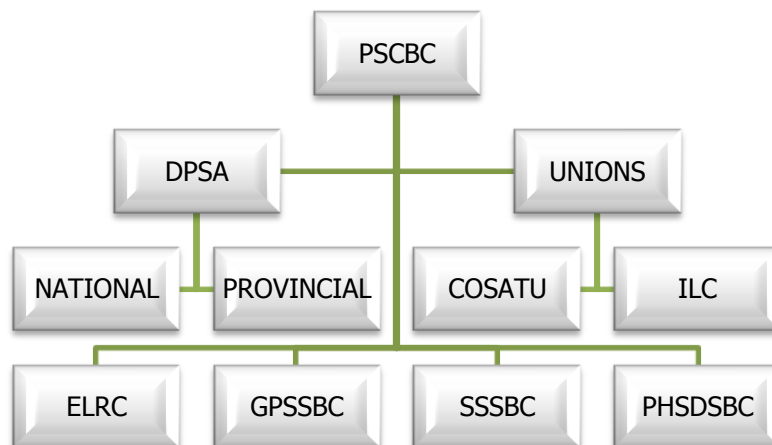 PSCBC
DPSA
UNIONS
NATIONAL
PROVINCIAL
COSATU
ILC
ELRC
GPSSBC
SSSBC
PHSDSBC